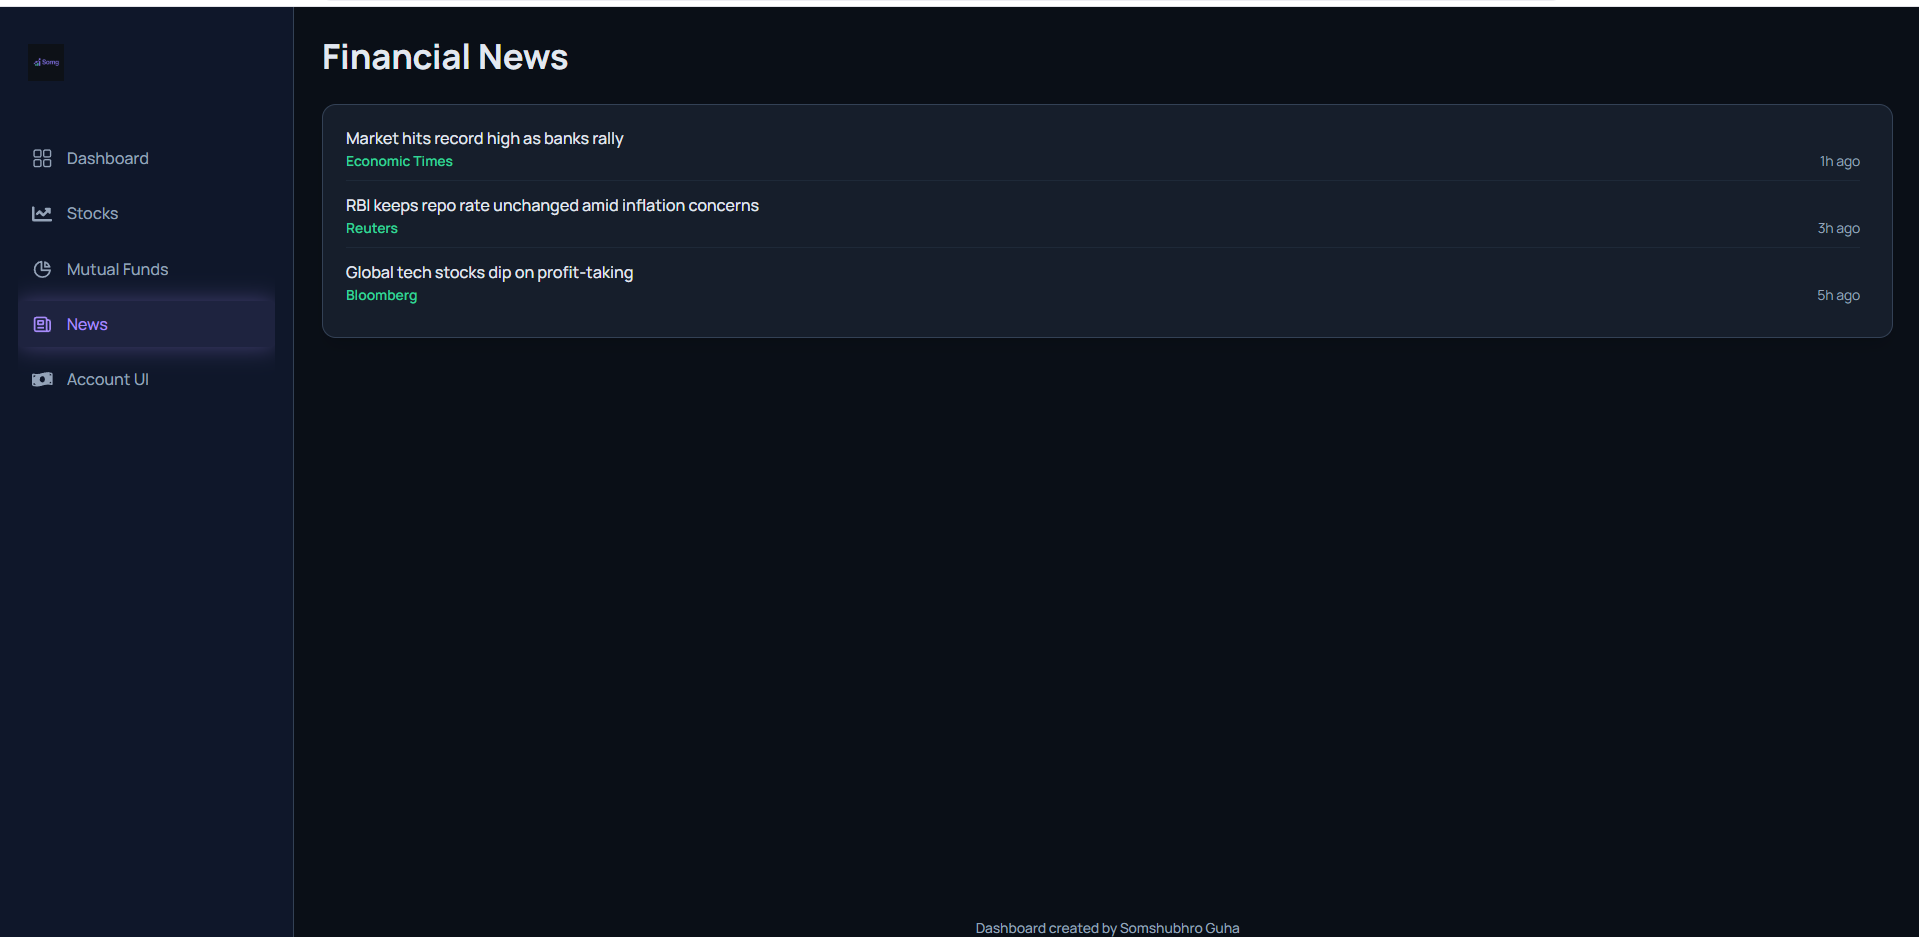 Somg
Dashboard
Stocks
Mutual Funds
News
Account UI
Financial News
Market hits record high as banks rally
Economic Times
1h ago
RBI keeps repo rate unchanged amid inflation concerns
Reuters
3h ago
Global tech stocks dip on profit-taking
Bloomberg
5h ago
Dashboard created by Somshubhro Guha